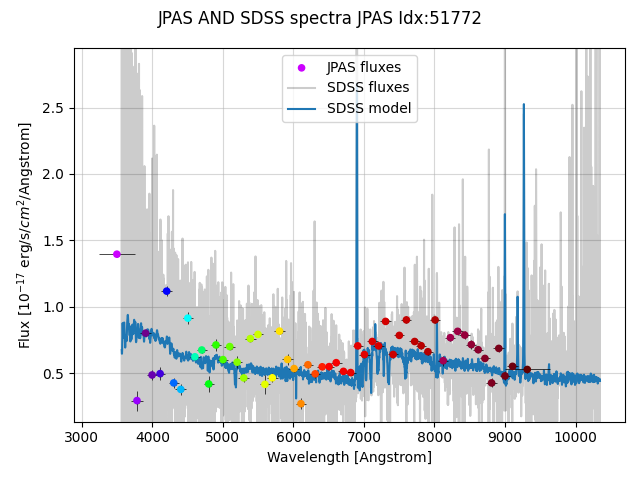 JPAS AND SDSS spectra JPAS Idx:51772
JPAS fluxes
SDSS fluxes
SDSS model
Flux [10⁻¹⁷ erg/s/cm²/Angstrom]
2.5
2.0
1.5
1.0
0.5
3000 4000 5000 6000 7000 8000 9000 10000
Wavelength [Angstrom]